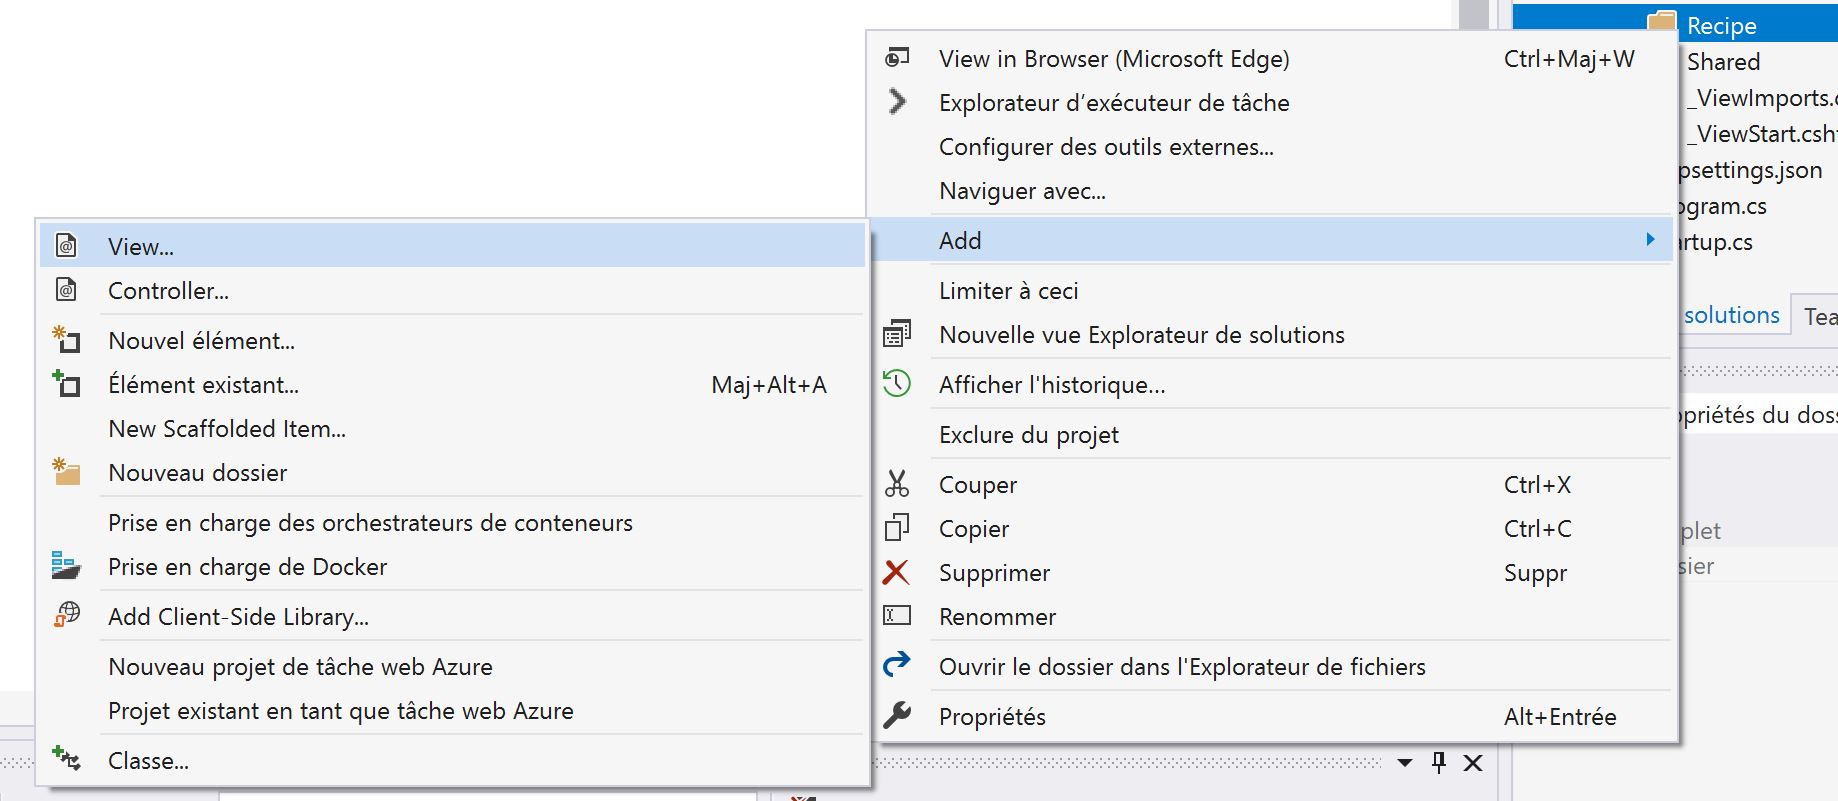 Recipe
Shared
_ViewImports.
_ViewStart.csh
psettings.json
ogram.cs
artup.cs
solutions
Tea
priétés du doss
plet
sier
View in Browser (Microsoft Edge) Ctrl+Maj+W
Explorateur d’exécuteur de tâche
Configurer des outils externes...
Naviguer avec...
Add
Limiter à ceci
Nouvelle vue Explorateur de solutions
Afficher l'historique...
Exclure du projet
Couper Ctrl+X
Copier Ctrl+C
Supprimer Suppr
Renommer
Ouvrir le dossier dans l'Explorateur de fichiers
Propriétés Alt+Entrée
View...
Controller...
Nouvel élément...
Élément existant... Maj+Alt+A
New Scaffolded Item...
Nouveau dossier
Prise en charge des orchestrateurs de conteneurs
Prise en charge de Docker
Add Client-Side Library...
Nouveau projet de tâche web Azure
Projet existant en tant que tâche web Azure
Classe...